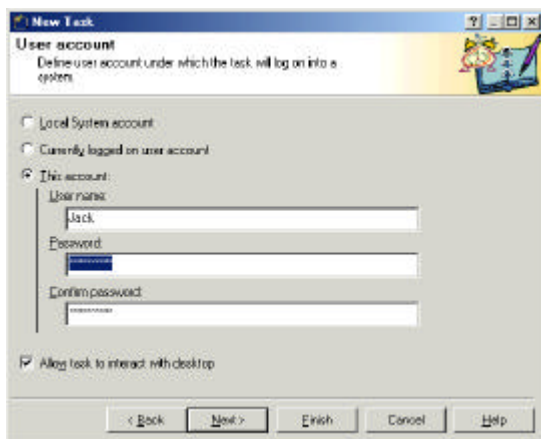 New Task
User account
Define user account under which the task will log on into a
system.
Local System account
Currently logged on user account
This account:
User name:
Jack
Password:
**********
Confirm password:
**********
Allow task to interact with desktop
< Back Next > Finish Cancel Help